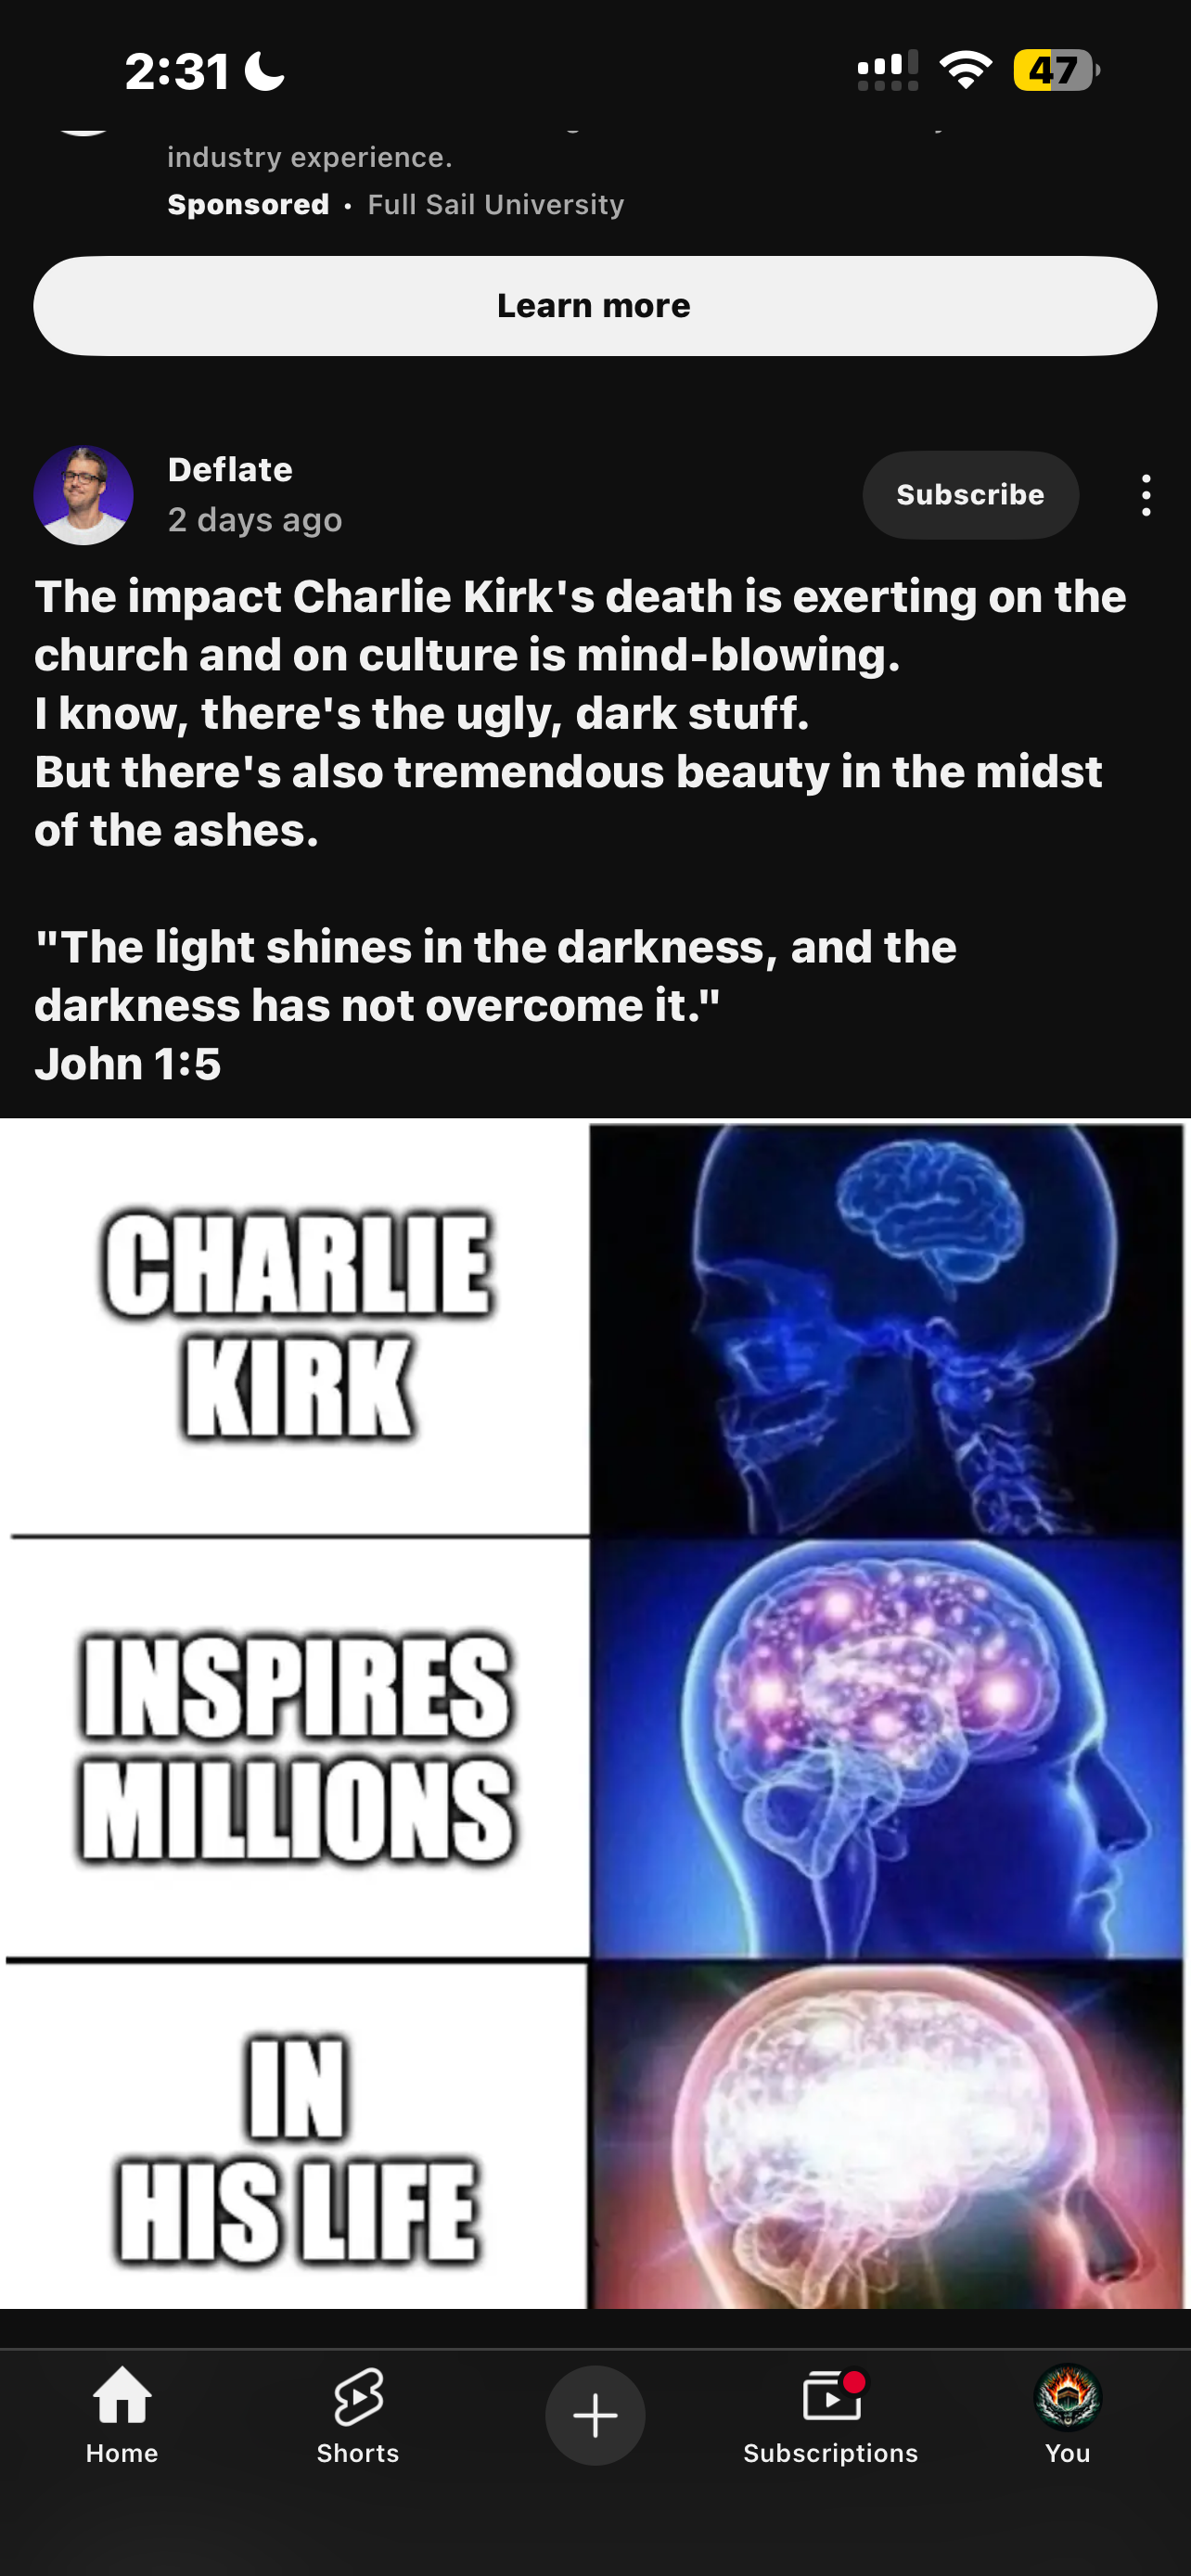 2:31
47
industry experience.
Sponsored • Full Sail University
Learn more
Deflate
2 days ago
Subscribe
The impact Charlie Kirk's death is exerting on the
church and on culture is mind-blowing.
I know, there's the ugly, dark stuff.
But there's also tremendous beauty in the midst
of the ashes.
"The light shines in the darkness, and the
darkness has not overcome it."
John 1:5
CHARLIE
KIRK
INSPIRES
MILLIONS
IN
HIS LIFE
Home
Shorts
Subscriptions
You